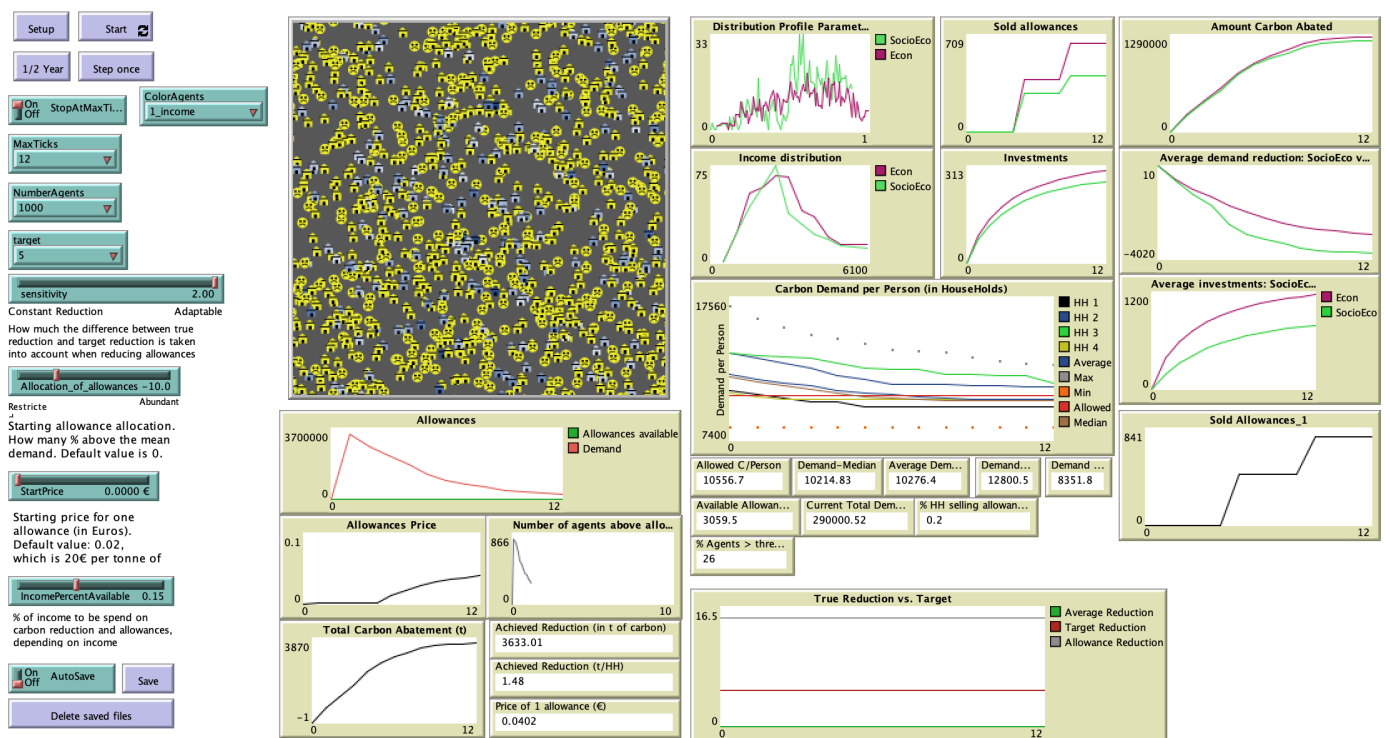 Setup
Start
1/2 Year
Step once
On
Off
StopAtMaxTi...
ColorAgents
1_income
MaxTicks
12
NumberAgents
1000
target
5
sensitivity
2.00
Constant Reduction
Adaptable
How much the difference between true
reduction and target reduction is taken
into account when reducing allowances
Allocation_of_allowances -10.0
Restricte
Abundant
Starting allowance allocation.
How many % above the mean
demand. Default value is 0.
StartPrice
0.0000 €
Starting price for one
allowance (in Euros).
Default value: 0.02,
which is 20€ per tonne of
IncomePercentAvailable
0.15
% of income to be spend on
carbon reduction and allowances,
depending on income
On
Off
AutoSave
Save
Delete saved files
Allowances
3700000
0
0
12
Allowances available
Demand
Allowances Price
0.1
0
0
12
Number of agents above allo...
866
0
0
10
Total Carbon Abatement (t)
3870
-1
0
12
Achieved Reduction (in t of carbon)
3633.01
Achieved Reduction (t/HH)
1.48
Price of 1 allowance (€)
0.0402
Distribution Profile Paramet...
33
0
0
1
SocioEco
Econ
Sold allowances
709
0
0
12
Amount Carbon Abated
1290000
0
0
12
Income distribution
75
0
0
6100
Econ
SocioEco
Investments
313
0
0
12
Average demand reduction: SocioEco v...
10
-4020
0
12
Carbon Demand per Person (in HouseHolds)
Demand per Person
17560
7400
0
12
HH 1
HH 2
HH 3
HH 4
Average
Max
Min
Allowed
Median
Average investments: SocioEc...
1200
0
0
12
Econ
SocioEco
Sold Allowances_1
841
0
0
12
Allowed C/Person
10556.7
Demand-Median
10214.83
Average Dem...
10276.4
Demand...
12800.5
Demand ...
8351.8
Available Allowan...
3059.5
Current Total Dem...
290000.52
% HH selling allowan...
0.2
% Agents > thre...
26
True Reduction vs. Target
16.5
0
0
12
Average Reduction
Target Reduction
Allowance Reduction